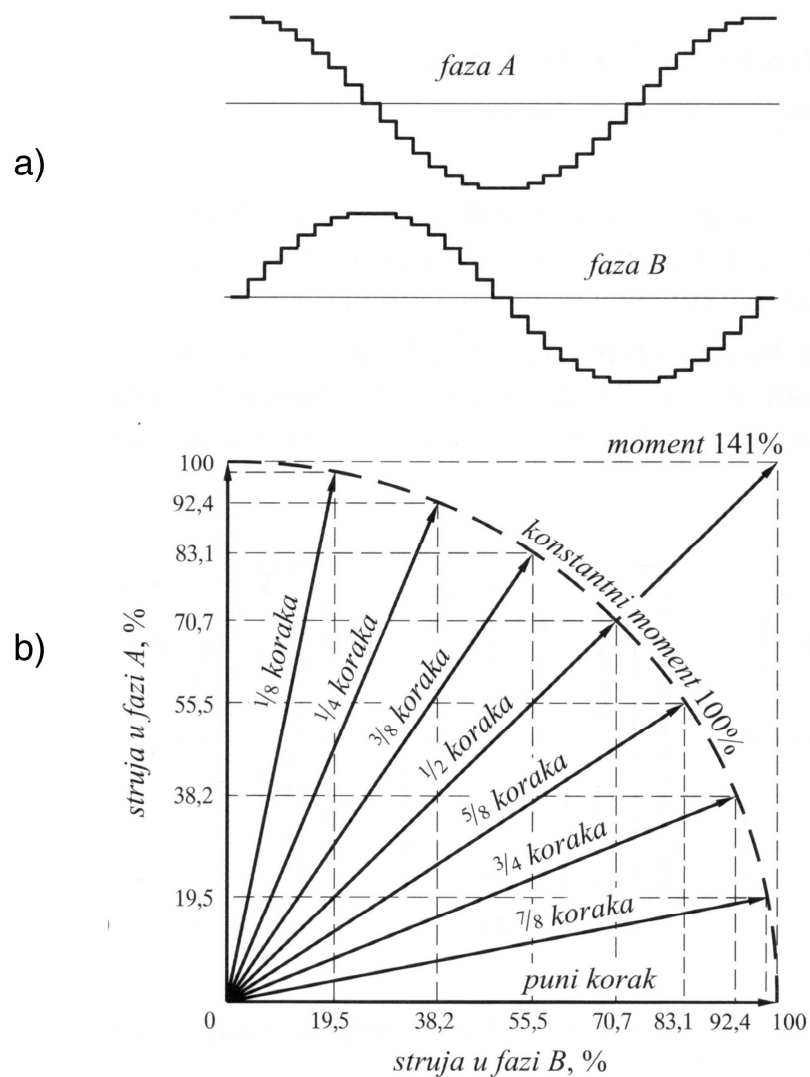 a)
faza A
faza B
b)
moment 141%
konstantni moment 100%
struja u fazi A, %
100
92,4
83,1
70,7
55,5
38,2
19,5
1/8 koraka
1/4 koraka
3/8 koraka
1/2 koraka
5/8 koraka
3/4 koraka
7/8 koraka
puni korak
0 19,5 38,2 55,5 70,7 83,1 92,4 100
struja u fazi B, %